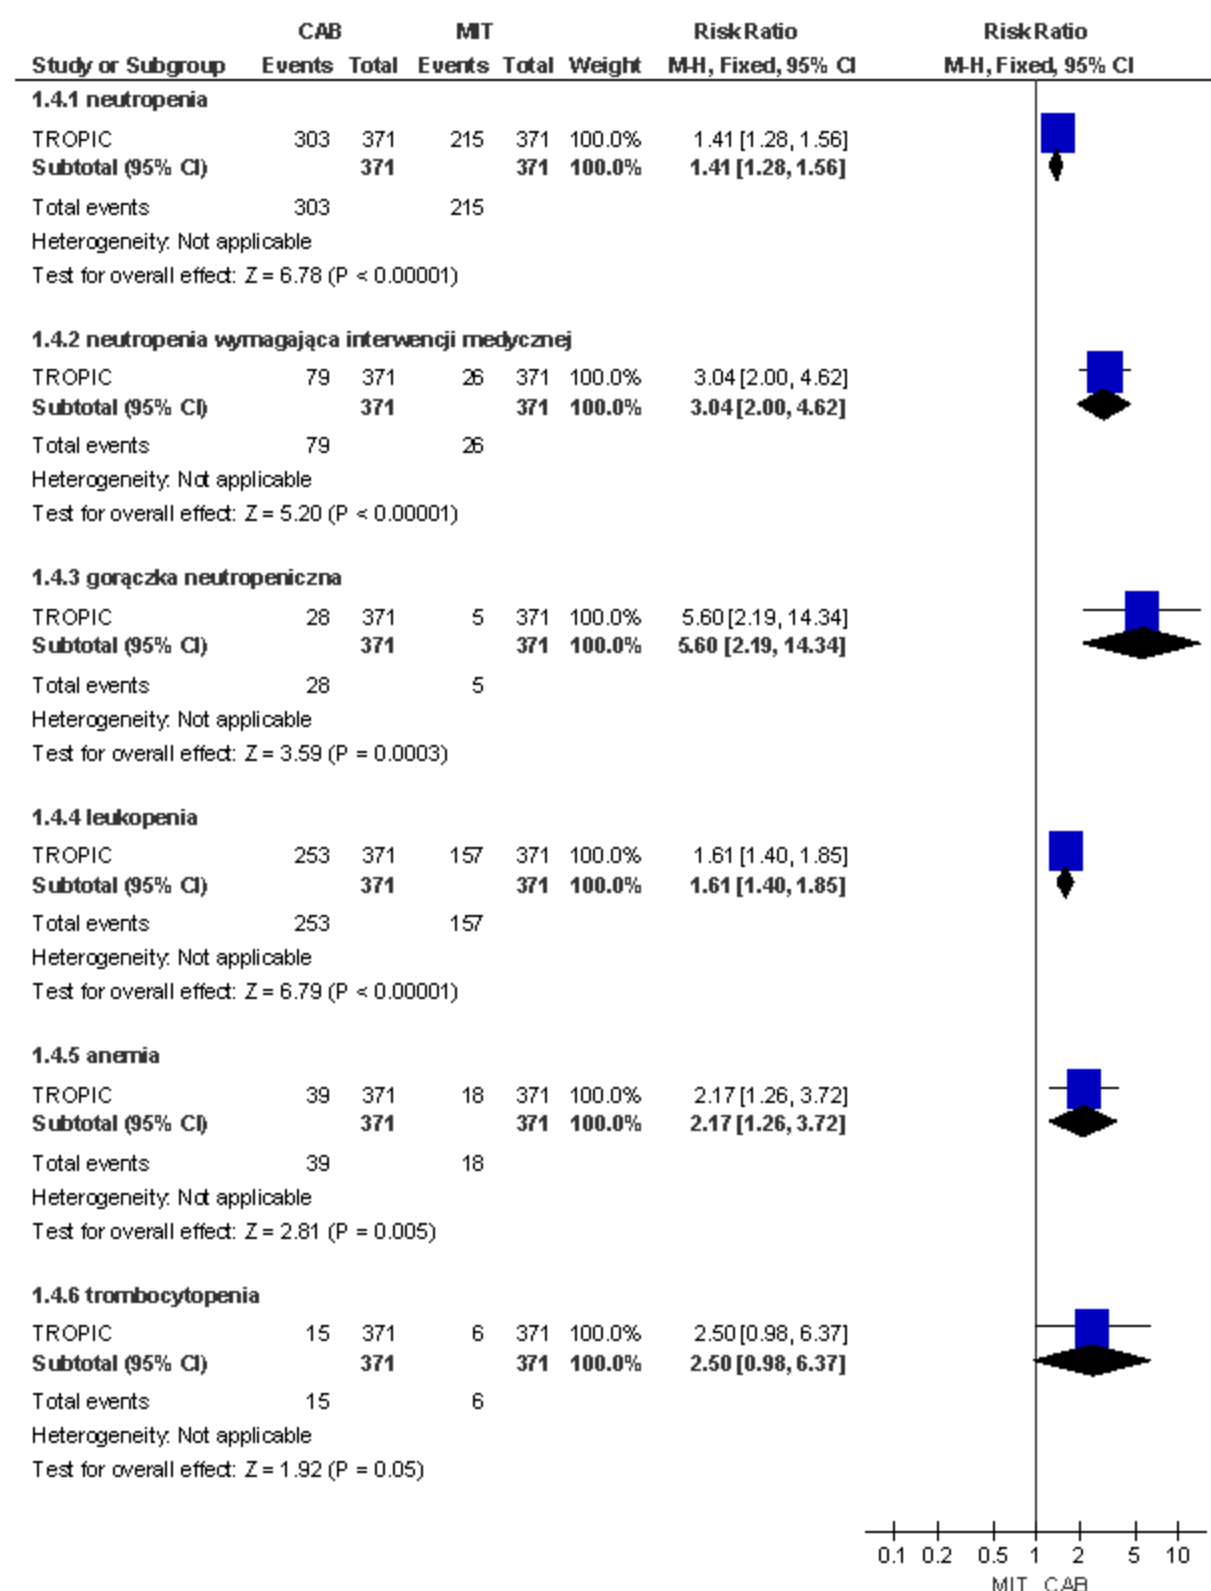 CAB MIT Risk Ratio Risk Ratio
Study or Subgroup Events Total Events Total Weight M-H, Fixed, 95% CI M-H, Fixed, 95% CI
1.4.1 neutropenia
TROPIC 303 371 215 371 100.0% 1.41 [1.28, 1.56]
Subtotal (95% CI) 371 371 100.0% 1.41 [1.28, 1.56]
Total events 303 215
Heterogeneity: Not applicable
Test for overall effect: Z = 6.78 (P < 0.00001)
1.4.2 neutropenia wymagająca interwencji medycznej
TROPIC 79 371 26 371 100.0% 3.04 [2.00, 4.62]
Subtotal (95% CI) 371 371 100.0% 3.04 [2.00, 4.62]
Total events 79 26
Heterogeneity: Not applicable
Test for overall effect: Z = 5.20 (P < 0.00001)
1.4.3 gorączka neutropeniczna
TROPIC 28 371 5 371 100.0% 5.60 [2.19, 14.34]
Subtotal (95% CI) 371 371 100.0% 5.60 [2.19, 14.34]
Total events 28 5
Heterogeneity: Not applicable
Test for overall effect: Z = 3.59 (P = 0.0003)
1.4.4 leukopenia
TROPIC 253 371 157 371 100.0% 1.61 [1.40, 1.85]
Subtotal (95% CI) 371 371 100.0% 1.61 [1.40, 1.85]
Total events 253 157
Heterogeneity: Not applicable
Test for overall effect: Z = 6.79 (P < 0.00001)
1.4.5 anemia
TROPIC 39 371 18 371 100.0% 2.17 [1.26, 3.72]
Subtotal (95% CI) 371 371 100.0% 2.17 [1.26, 3.72]
Total events 39 18
Heterogeneity: Not applicable
Test for overall effect: Z = 2.81 (P = 0.005)
1.4.6 trombocytopenia
TROPIC 15 371 6 371 100.0% 2.50 [0.98, 6.37]
Subtotal (95% CI) 371 371 100.0% 2.50 [0.98, 6.37]
Total events 15 6
Heterogeneity: Not applicable
Test for overall effect: Z = 1.92 (P = 0.05)
0.1 0.2 0.5 1 2 5 10
MIT CAB